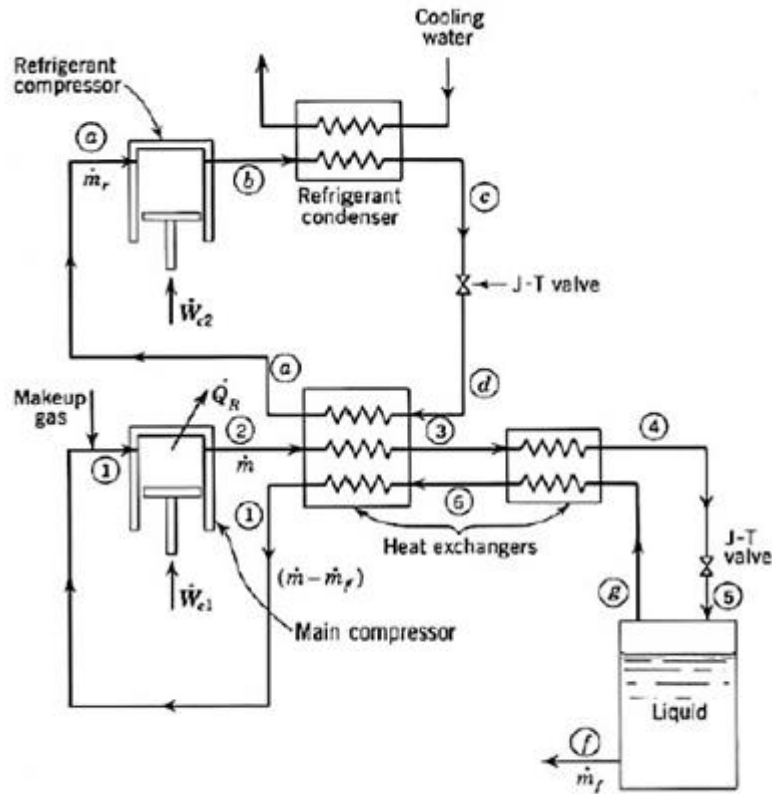 Cooling
water
Refrigerant
compressor
a
ṁr
b
Refrigerant
condenser
c
J-T valve
Ẇc2
a
d
Makeup
gas
Q̇R
2
3
4
1
ṁ
1
6
Heat exchangers
J-T
valve
(ṁ − ṁf)
g
5
Ẇc1
Main compressor
Liquid
f
ṁf